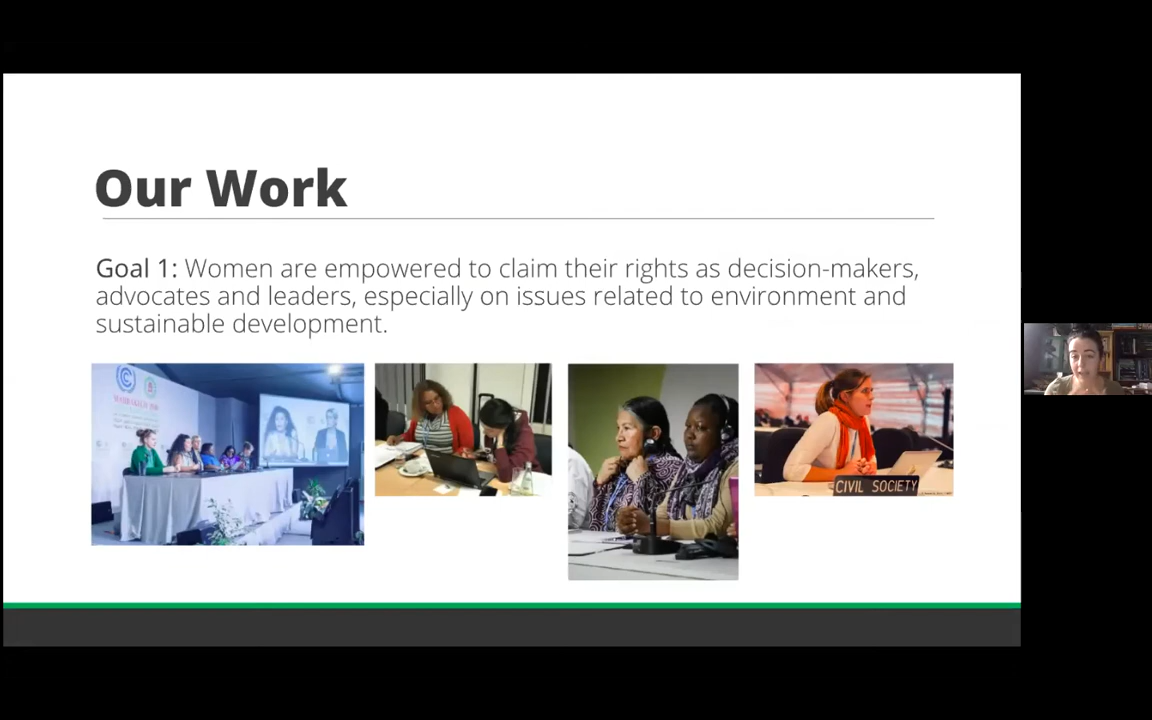 Our Work
Goal 1: Women are empowered to claim their rights as decision-makers,
advocates and leaders, especially on issues related to environment and
sustainable development.
CIVIL SOCIETY